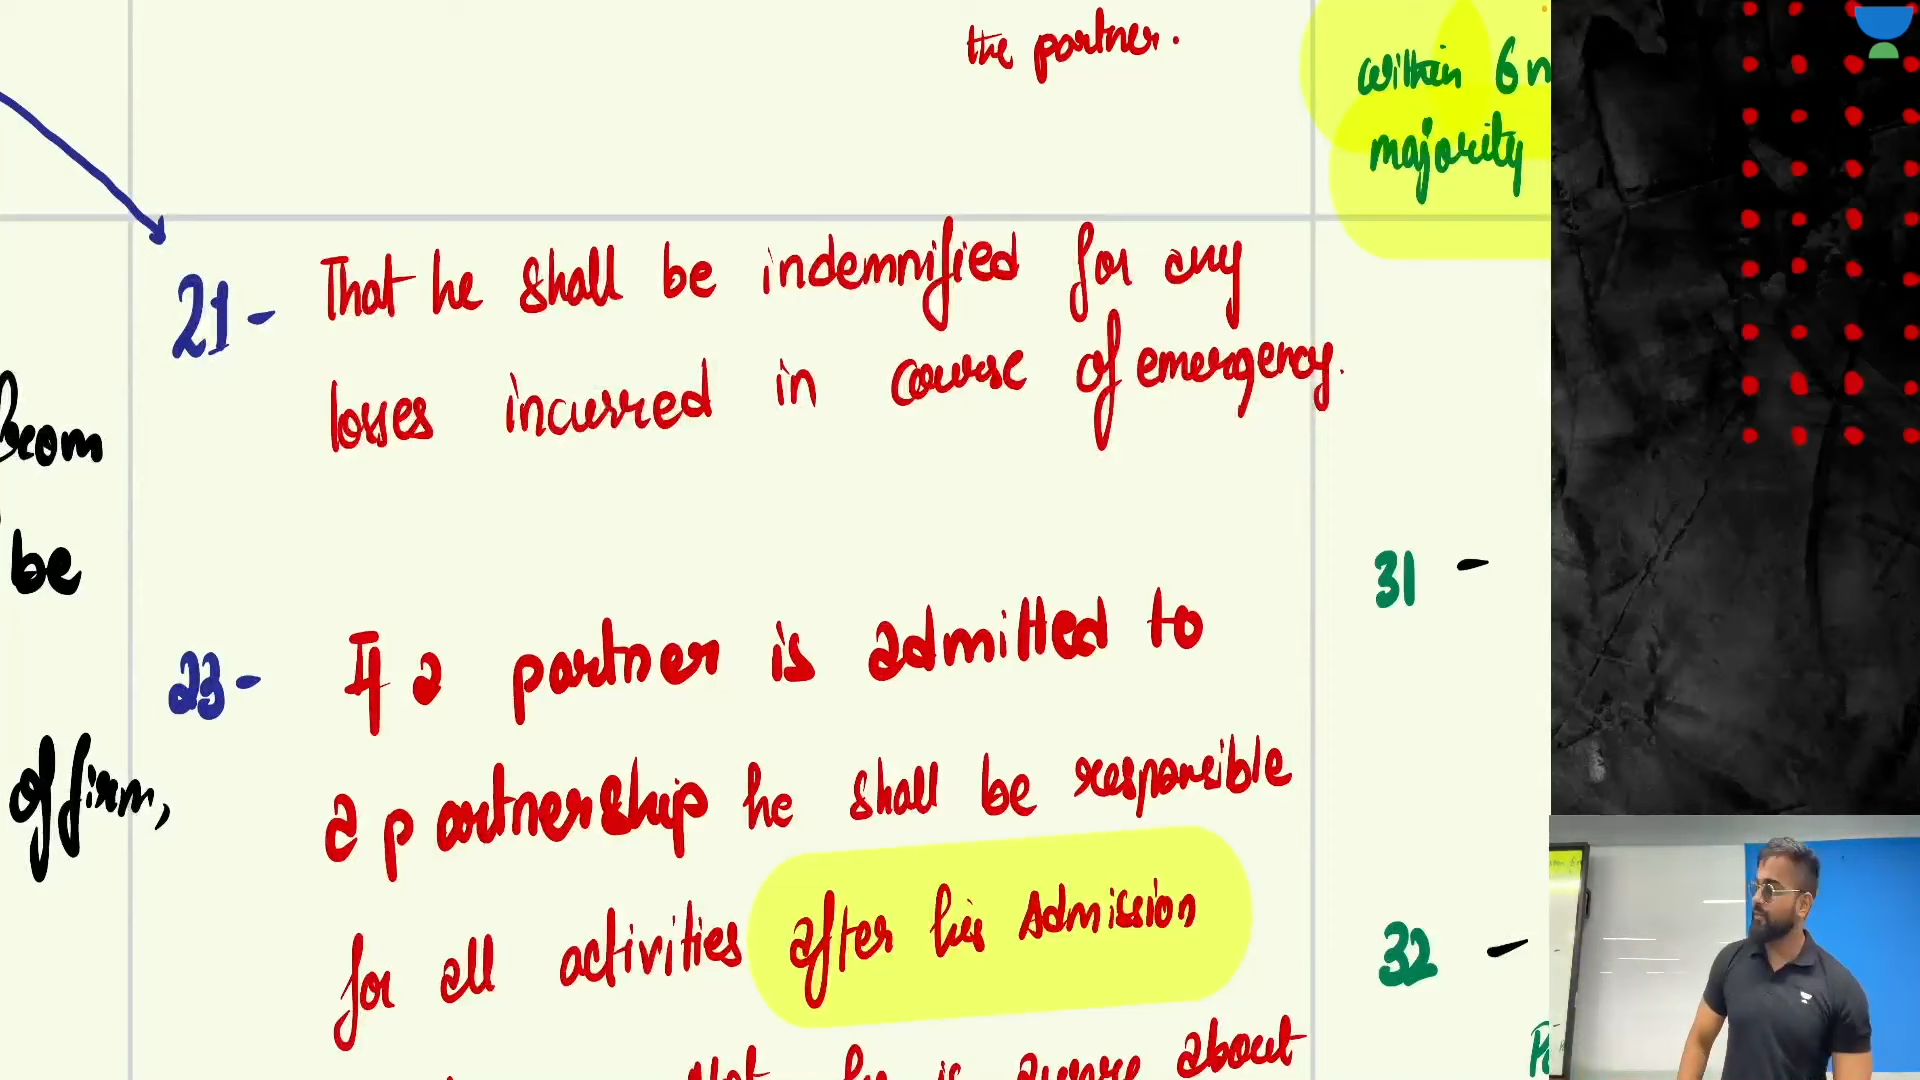 the partner.
within 6
majority
21- That he shall be indemnified for any
losses incurred in course of emergency.
be
of firm,
23- If a partner is admitted to
a partnership he shall be responsible
for all activities after his admission
he is aware about
31 -
32 -